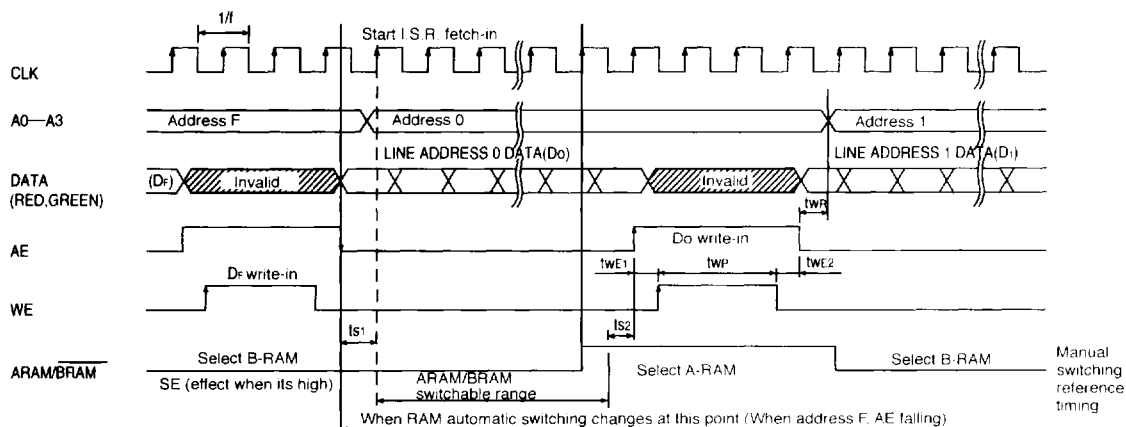 1/f
Start I.S.R. fetch-in
CLK
A0—A3
Address F
Address 0
Address 1
LINE ADDRESS 0 DATA(D0)
LINE ADDRESS 1 DATA(D1)
DATA
(RED,GREEN)
(DF)
Invalid
Invalid
tWR
AE
Do write-in
tWE1
tWP
tWE2
DF write-in
WE
tS1
tS2
ARAM/BRAM
Select B-RAM
Select A-RAM
Select B-RAM
SE (effect when its high)
ARAM/BRAM
switchable range
Manual
switching
reference
timing
When RAM automatic switching changes at this point (When address F, AE falling)